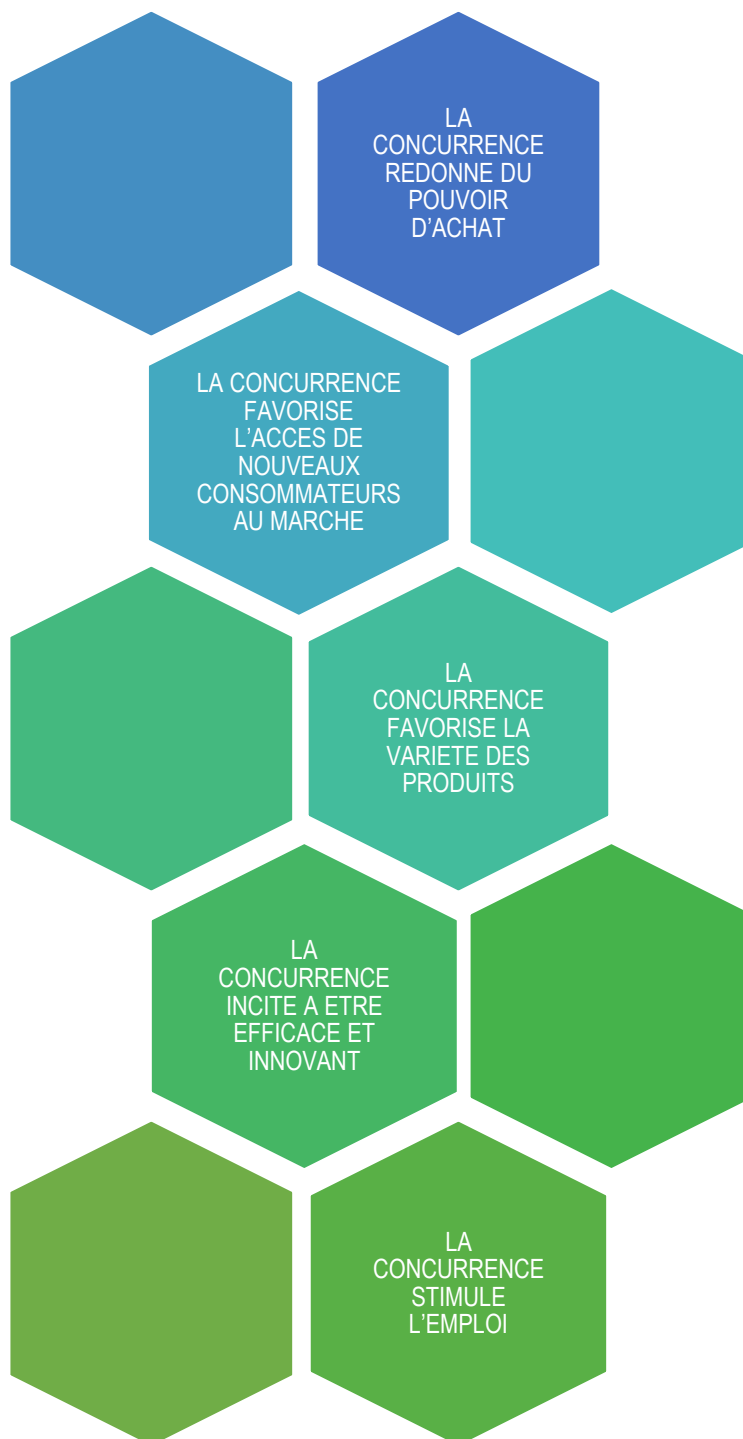 LA
CONCURRENCE
REDONNE DU
POUVOIR
D’ACHAT
LA CONCURRENCE
FAVORISE
L’ACCES DE
NOUVEAUX
CONSOMMATEURS
AU MARCHE
LA
CONCURRENCE
FAVORISE LA
VARIETE DES
PRODUITS
LA
CONCURRENCE
INCITE A ETRE
EFFICACE ET
INNOVANT
LA
CONCURRENCE
STIMULE
L’EMPLOI